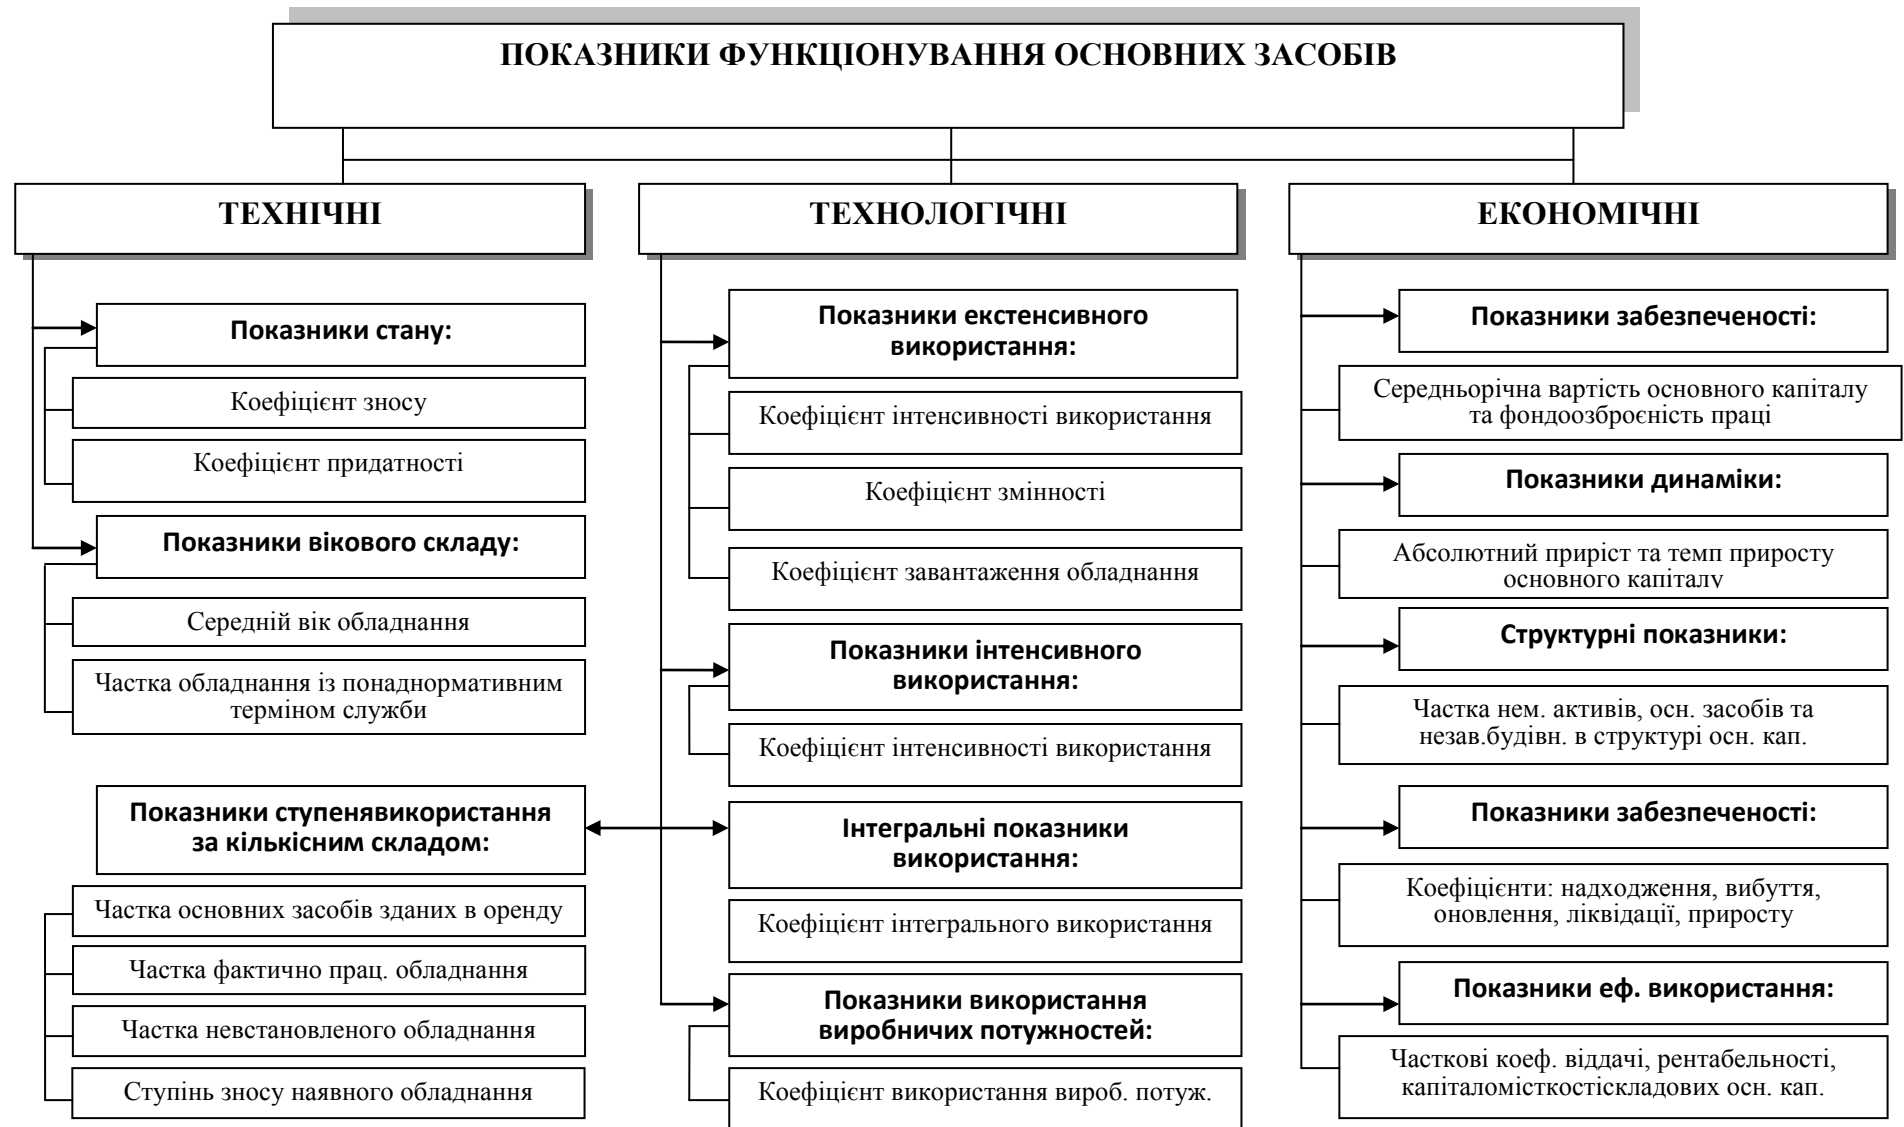 ПОКАЗНИКИ ФУНКЦІОНУВАННЯ ОСНОВНИХ ЗАСОБІВ
ТЕХНІЧНІ
Показники стану:
Коефіцієнт зносу
Коефіцієнт придатності
Показники вікового складу:
Середній вік обладнання
Частка обладнання із понаднормативним
терміном служби
Показники ступенявикористання
за кількісним складом:
Частка основних засобів зданих в оренду
Частка фактично прац. обладнання
Частка невстановленого обладнання
Ступінь зносу наявного обладнання
ТЕХНОЛОГІЧНІ
Показники екстенсивного
використання:
Коефіцієнт інтенсивності використання
Коефіцієнт змінності
Коефіцієнт завантаження обладнання
Показники інтенсивного
використання:
Коефіцієнт інтенсивності використання
Інтегральні показники
використання:
Коефіцієнт інтегрального використання
Показники використання
виробничих потужностей:
Коефіцієнт використання вироб. потуж.
ЕКОНОМІЧНІ
Показники забезпеченості:
Середньорічна вартість основного капіталу
та фондоозброєність праці
Показники динаміки:
Абсолютний приріст та темп приросту
основного капіталу
Структурні показники:
Частка нем. активів, осн. засобів та
незав.будівн. в структурі осн. кап.
Показники забезпеченості:
Коефіцієнти: надходження, вибуття,
оновлення, ліквідації, приросту
Показники еф. використання:
Часткові коеф. віддачі, рентабельності,
капіталомісткостіскладових осн. кап.